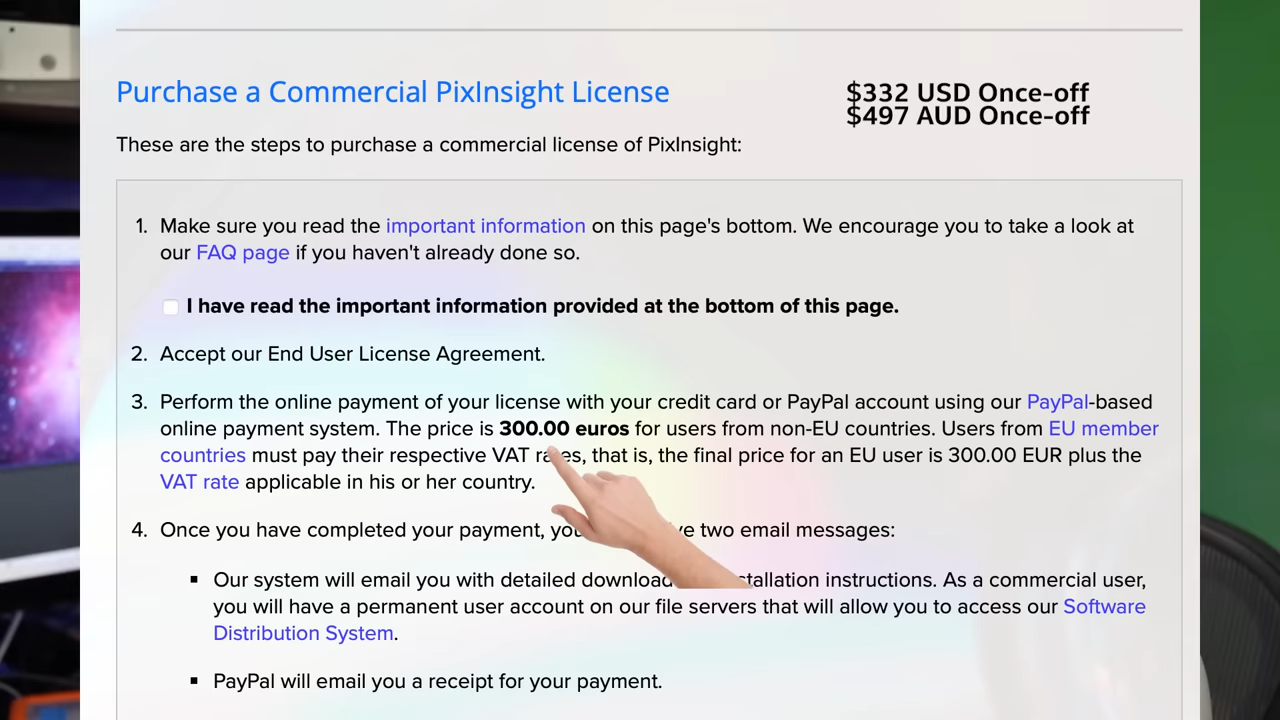 Purchase a Commercial PixInsight License
$332 USD Once-off
$497 AUD Once-off
These are the steps to purchase a commercial license of PixInsight:
1. Make sure you read the important information on this page's bottom. We encourage you to take a look at
our FAQ page if you haven't already done so.
I have read the important information provided at the bottom of this page.
2. Accept our End User License Agreement.
3. Perform the online payment of your license with your credit card or PayPal account using our PayPal-based
online payment system. The price is 300.00 euros for users from non-EU countries. Users from EU member
countries must pay their respective VAT rates, that is, the final price for an EU user is 300.00 EUR plus the
VAT rate applicable in his or her country.
4. Once you have completed your payment, two email messages:
▪ Our system will email you with detailed download installation instructions. As a commercial user,
you will have a permanent user account on our file servers that will allow you to access our Software
Distribution System.
▪ PayPal will email you a receipt for your payment.